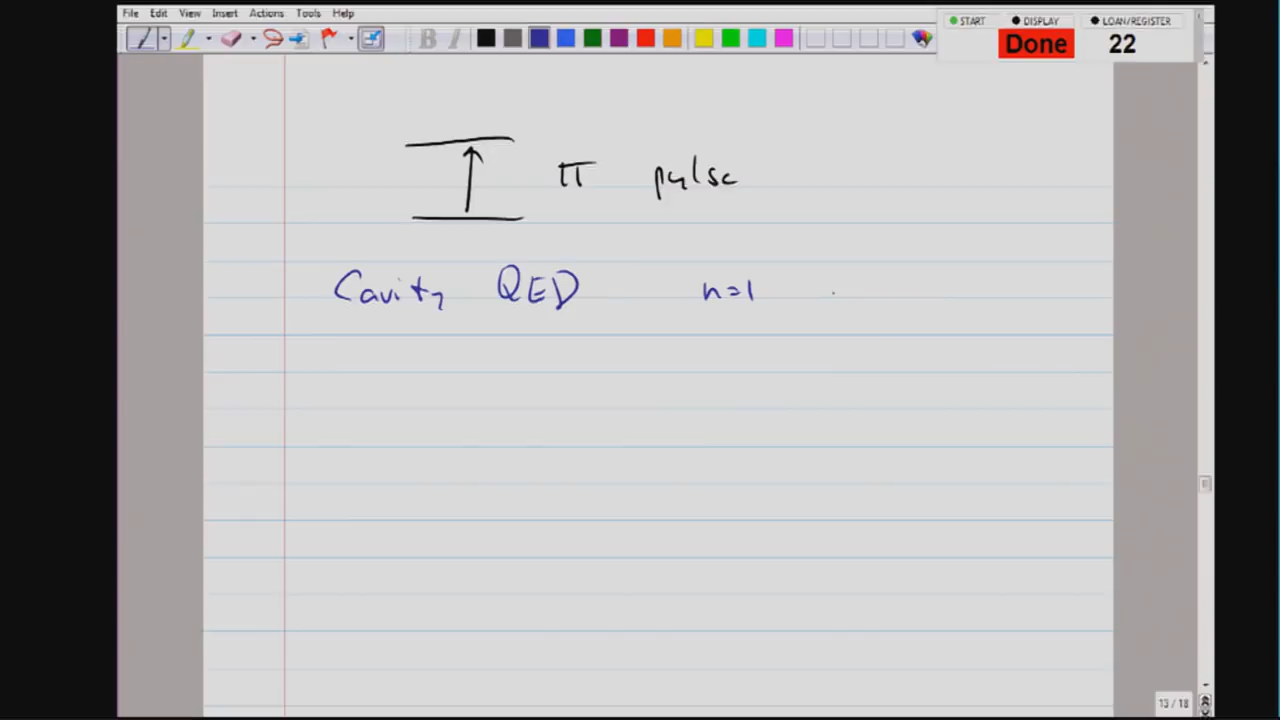 File Edit View Insert Actions Tools Help
START DISPLAY LOAN/REGISTER
Done 22
B I
π pulse
Cavity QED n=1
13 / 18